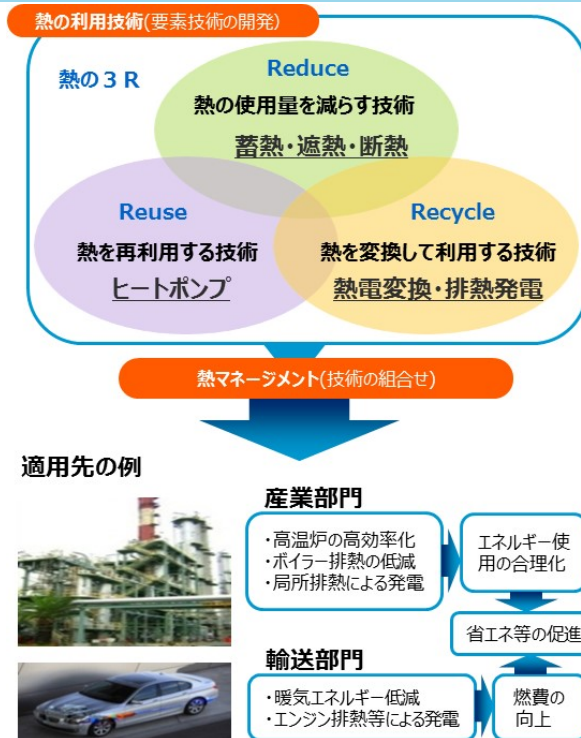 熱の利用技術(要素技術の開発)
熱の３Ｒ
Reduce
熱の使用量を減らす技術
蓄熱・遮熱・断熱
Reuse
熱を再利用する技術
ヒートポンプ
Recycle
熱を変換して利用する技術
熱電変換・排熱発電
熱マネージメント(技術の組合せ)
適用先の例
産業部門
・高温炉の高効率化
・ボイラー排熱の低減
・局所排熱による発電
エネルギー使
用の合理化
省エネ等の促進
輸送部門
・暖気エネルギー低減
・エンジン排熱等による発電
燃費の
向上